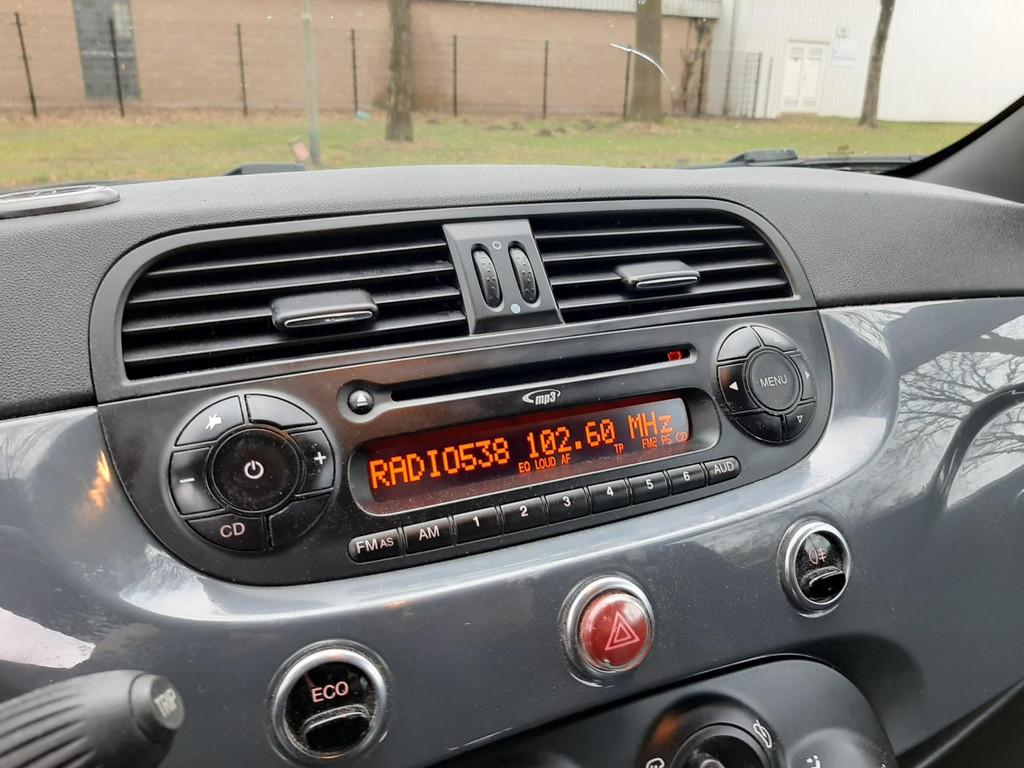 mp3
MENU
RADIO538 102.60 MHz
EQ LOUD AF TP FM2 PS
CD
FM AS AM 1 2 3 4 5 6 AUD
ECO
TRIP